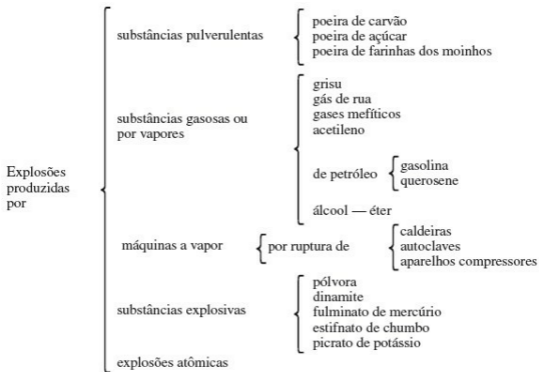 Explosões
produzidas
por
substâncias pulverulentas
poeira de carvão
poeira de açúcar
poeira de farinhas dos moinhos
substâncias gasosas ou
por vapores
grisu
gás de rua
gases mefíticos
acetileno
de petróleo
gasolina
querosene
álcool — éter
máquinas a vapor
por ruptura de
caldeiras
autoclaves
aparelhos compressores
substâncias explosivas
pólvora
dinamite
fulminato de mercúrio
estifnato de chumbo
picrato de potássio
explosões atômicas